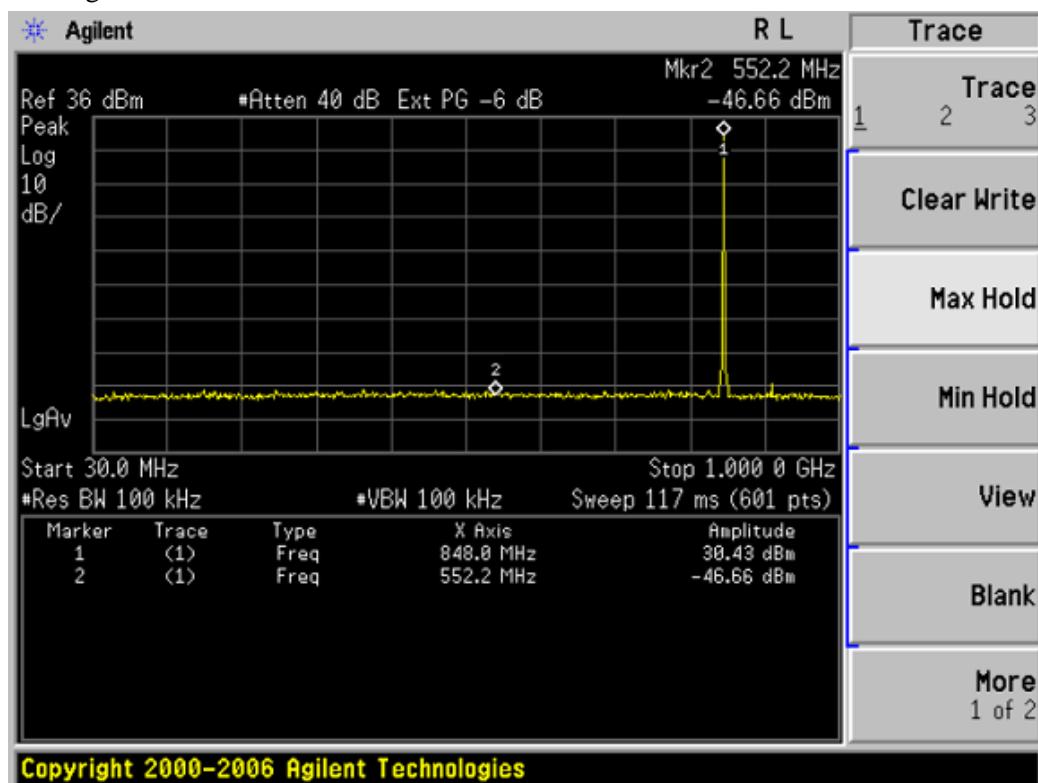 Agilent R L Trace
Mkr2 552.2 MHz
Ref 36 dBm #Atten 40 dB Ext PG -6 dB -46.66 dBm
Peak
Log
10
dB/
1
2
LgAv
Start 30.0 MHz Stop 1.000 0 GHz
#Res BW 100 kHz #VBW 100 kHz Sweep 117 ms (601 pts)
Marker Trace Type X Axis Amplitude
1 (1) Freq 848.0 MHz 30.43 dBm
2 (1) Freq 552.2 MHz -46.66 dBm
Trace
1 2 3
Clear Write
Max Hold
Min Hold
View
Blank
More
1 of 2
Copyright 2000-2006 Agilent Technologies